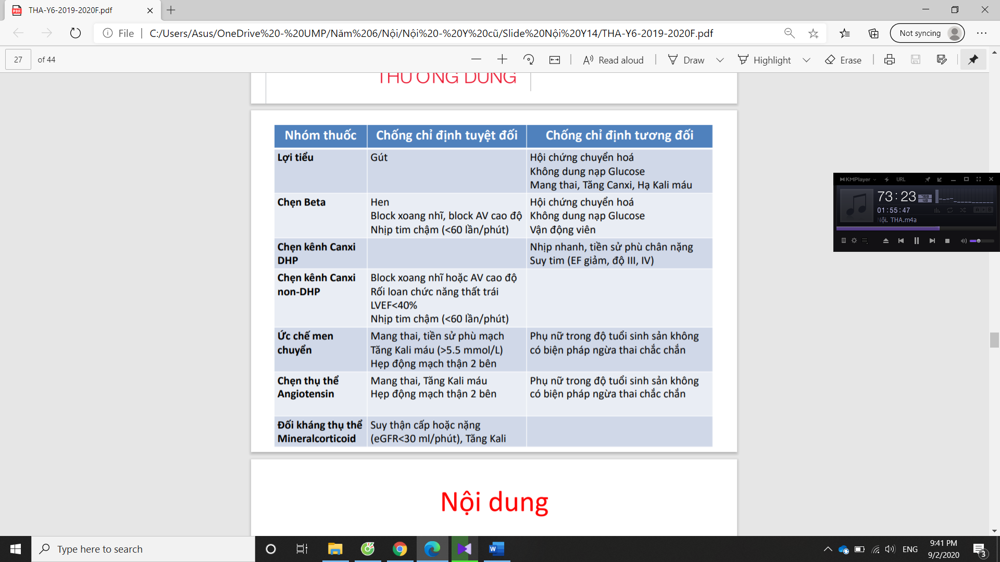 THA-Y6-2019-2020F.pdf
File
C:/Users/Asus/OneDrive%20-%20UMP/Năm%206/Nội/Nội%20-%20Y%20cũ/Slide%20Nội%20Y14/THA-Y6-2019-2020F.pdf
Not syncing
27 of 44
Read aloud
Draw
Highlight
Erase
THƯỜNG DÙNG
Nhóm thuốc Chống chỉ định tuyệt đối Chống chỉ định tương đối
Lợi tiểu Gút Hội chứng chuyển hoá
Không dung nạp Glucose
Mang thai, Tăng Canxi, Hạ Kali máu
Chẹn Beta Hen Hội chứng chuyển hoá
Block xoang nhĩ, block AV cao độ Không dung nạp Glucose
Nhịp tim chậm (<60 lần/phút) Vận động viên
Chẹn kênh Canxi Nhịp nhanh, tiền sử phù chân nặng
DHP Suy tim (EF giảm, độ III, IV)
Chẹn kênh Canxi Block xoang nhĩ hoặc AV cao độ
non-DHP Rối loan chức năng thất trái
LVEF<40%
Nhịp tim chậm (<60 lần/phút)
Ức chế men Mang thai, tiền sử phù mạch Phụ nữ trong độ tuổi sinh sản không
chuyển Tăng Kali máu (>5.5 mmol/L) có biện pháp ngừa thai chắc chắn
Hẹp động mạch thận 2 bên
Chẹn thụ thể Mang thai, Tăng Kali máu Phụ nữ trong độ tuổi sinh sản không
Angiotensin Hẹp động mạch thận 2 bên có biện pháp ngừa thai chắc chắn
Đối kháng thụ thể Suy thận cấp hoặc nặng
Mineralcorticoid (eGFR<30 ml/phút), Tăng Kali
Nội dung
KMPlayer URL
73:23
01:55:47
Nội. THA.m4a
Type here to search
ENG
9:41 PM
9/2/2020
3